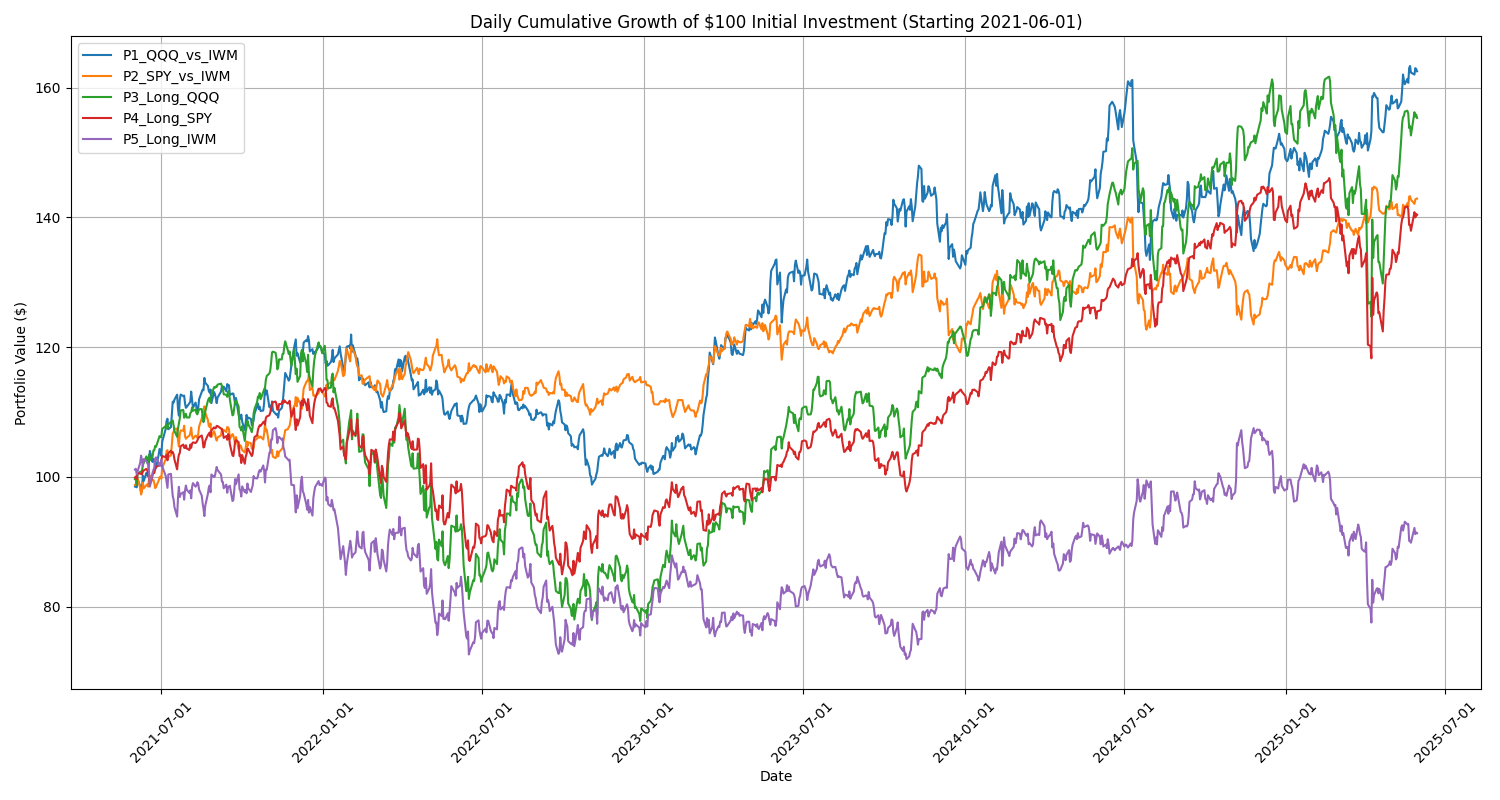 Daily Cumulative Growth of $100 Initial Investment (Starting 2021-06-01)
P1_QQQ_vs_IWM
P2_SPY_vs_IWM
P3_Long_QQQ
P4_Long_SPY
P5_Long_IWM
Portfolio Value ($)
160
140
120
100
80
2021-07-01
2022-01-01
2022-07-01
2023-01-01
2023-07-01
2024-01-01
2024-07-01
2025-01-01
2025-07-01
Date